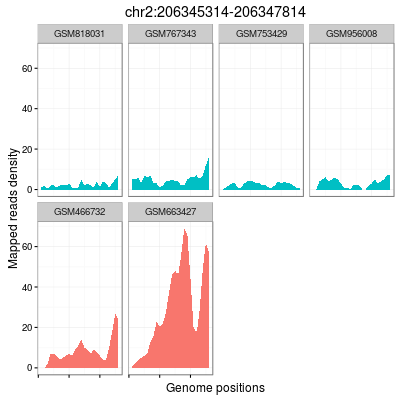 chr2:206345314-206347814
GSM818031 GSM767343 GSM753429 GSM956008
60
40
20
0
GSM466732 GSM663427
60
40
20
0
Mapped reads density
Genome positions